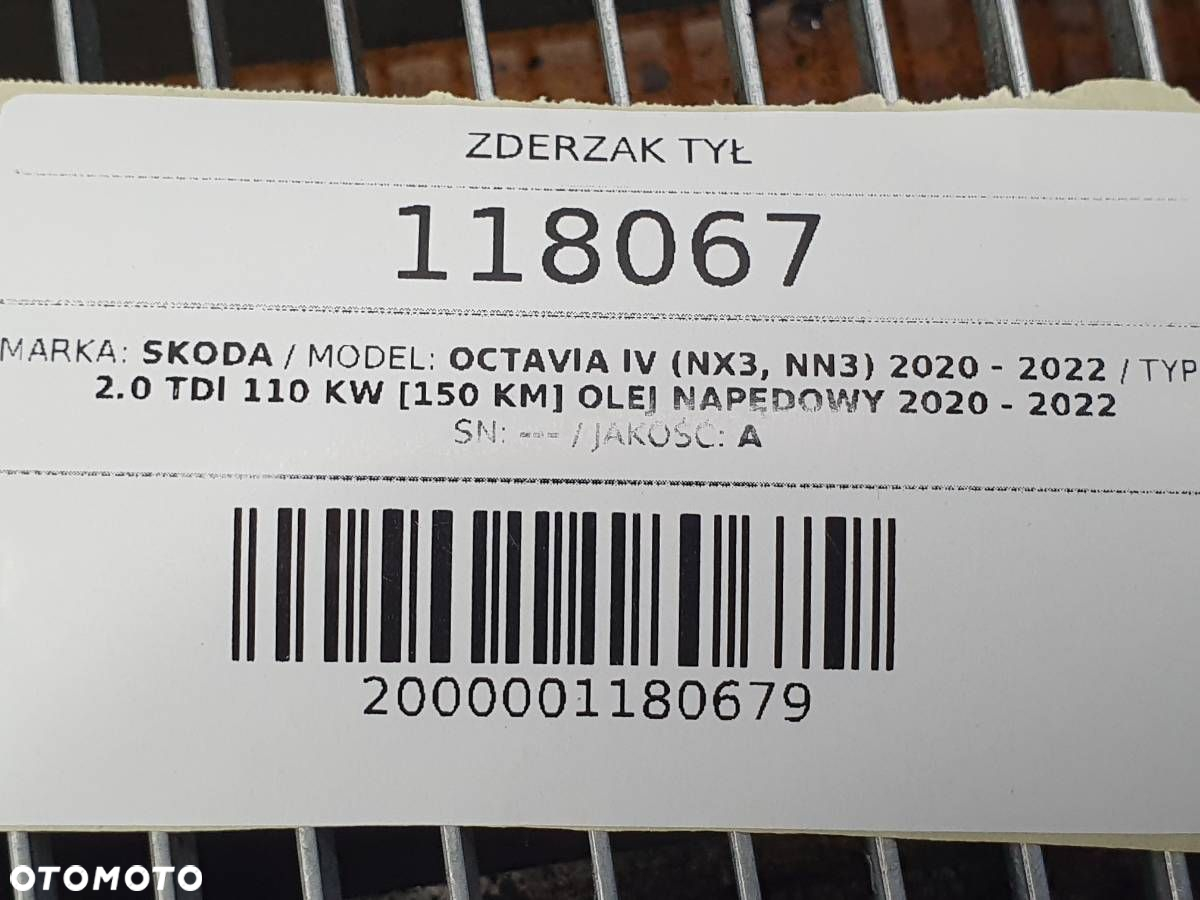 ZDERZAK TYŁ
118067
MARKA: SKODA / MODEL: OCTAVIA IV (NX3, NN3) 2020 - 2022 / TYP
2.0 TDI 110 KW [150 KM] OLEJ NAPĘDOWY 2020 - 2022
SN: --- / JAKOŚĆ: A
2000001180679
OTOMOTO